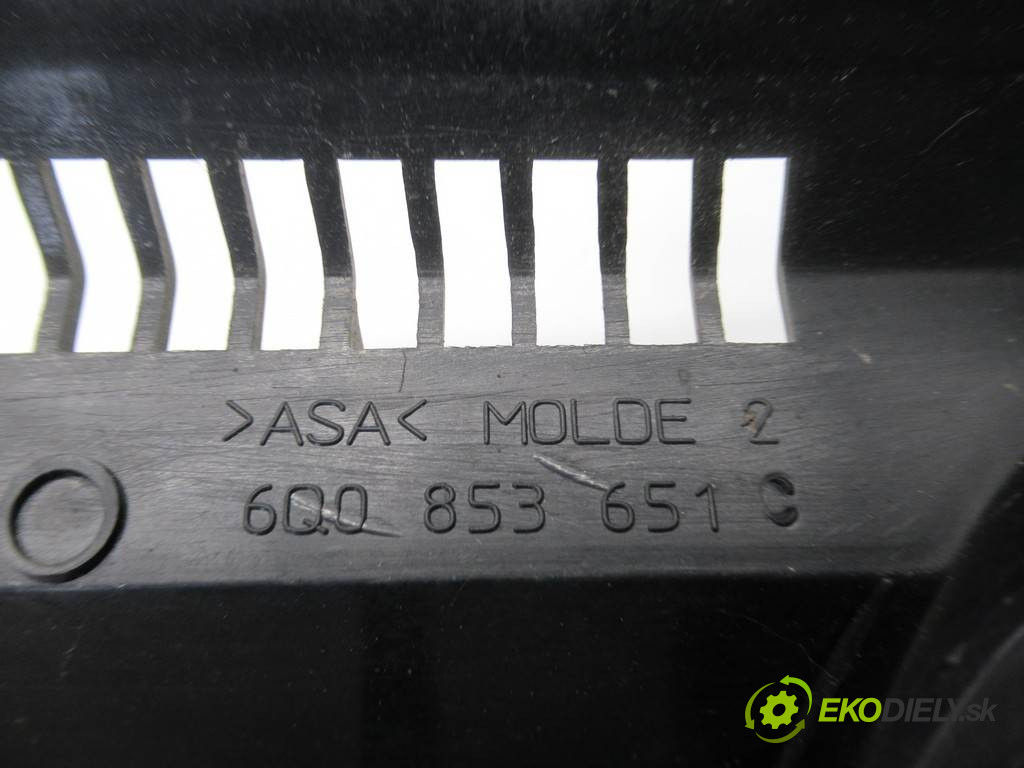 >ASA< MOLDE 2
6Q0 853 651 C
EKODIELY.sk